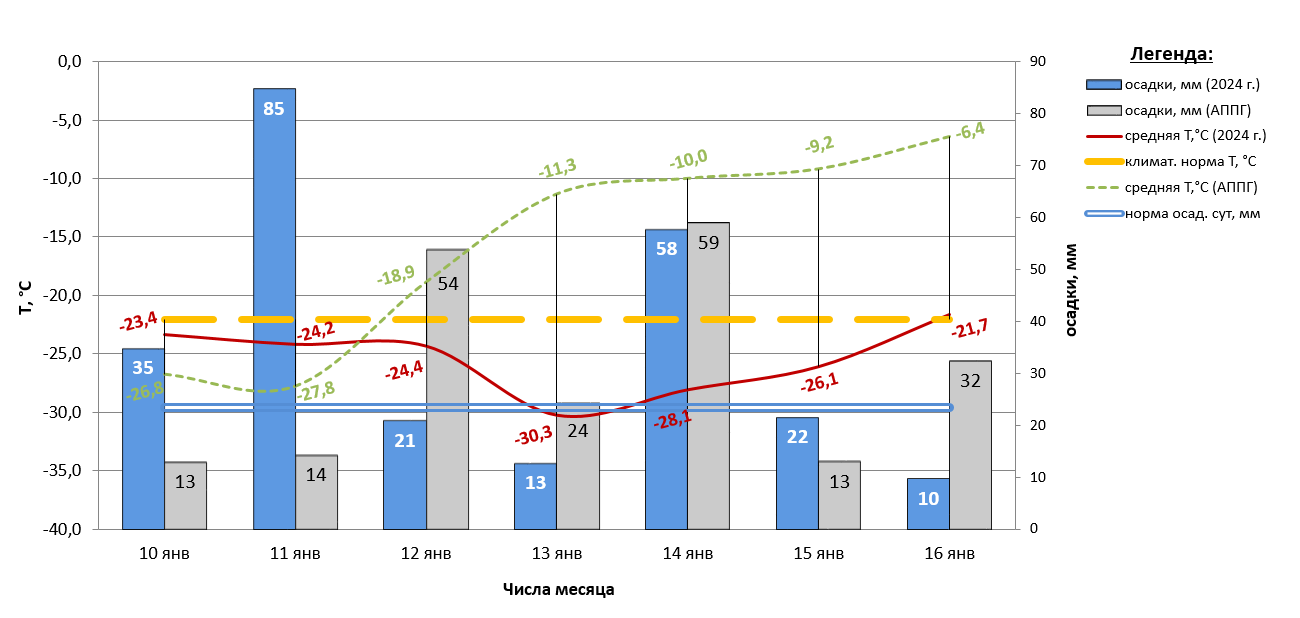 Легенда:
осадки, мм (2024 г.)
осадки, мм (АППГ)
средняя Т,°С (2024 г.)
климат. норма Т, °С
средняя Т,°С (АППГ)
норма осад. сут, мм
Т, °С
0,0
-5,0
-10,0
-15,0
-20,0
-25,0
-30,0
-35,0
-40,0
90
80
70
60
50
40
30
20
10
0
осадки, мм
35
85
21
13
58
22
10
13
14
54
24
59
13
32
-23,4
-24,2
-24,4
-30,3
-28,1
-26,1
-21,7
-26,8
-27,8
-18,9
-11,3
-10,0
-9,2
-6,4
10 янв
11 янв
12 янв
13 янв
14 янв
15 янв
16 янв
Числа месяца